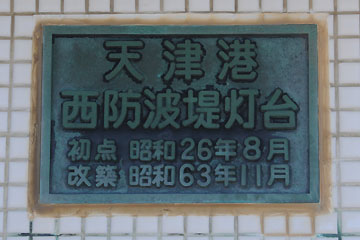 天津港
西防波堤灯台
初点 昭和26年8月
改築 昭和63年11月